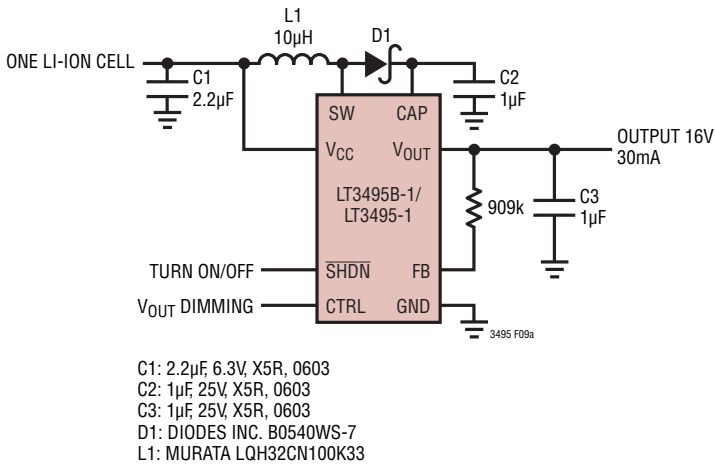 L1
10µH
D1
ONE LI-ION CELL
C1
2.2µF
C2
1µF
SW
CAP
VCC
VOUT
OUTPUT 16V
30mA
LT3495B-1/
LT3495-1
909k
C3
1µF
TURN ON/OFF
SHDN
FB
VOUT DIMMING
CTRL
GND
3495 F09a
C1: 2.2µF, 6.3V, X5R, 0603
C2: 1µF, 25V, X5R, 0603
C3: 1µF, 25V, X5R, 0603
D1: DIODES INC. B0540WS-7
L1: MURATA LQH32CN100K33